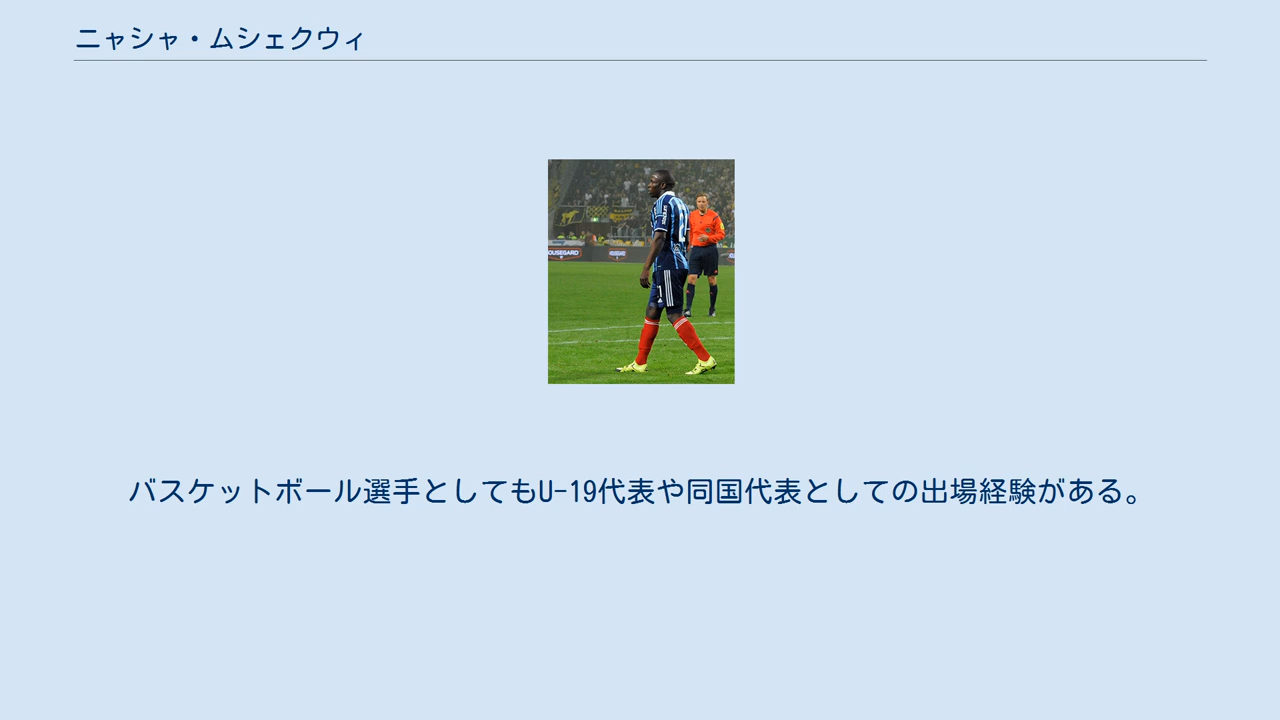 ニャシャ・ムシェクウィ
バスケットボール選手としてもU-19代表や同国代表としての出場経験がある。